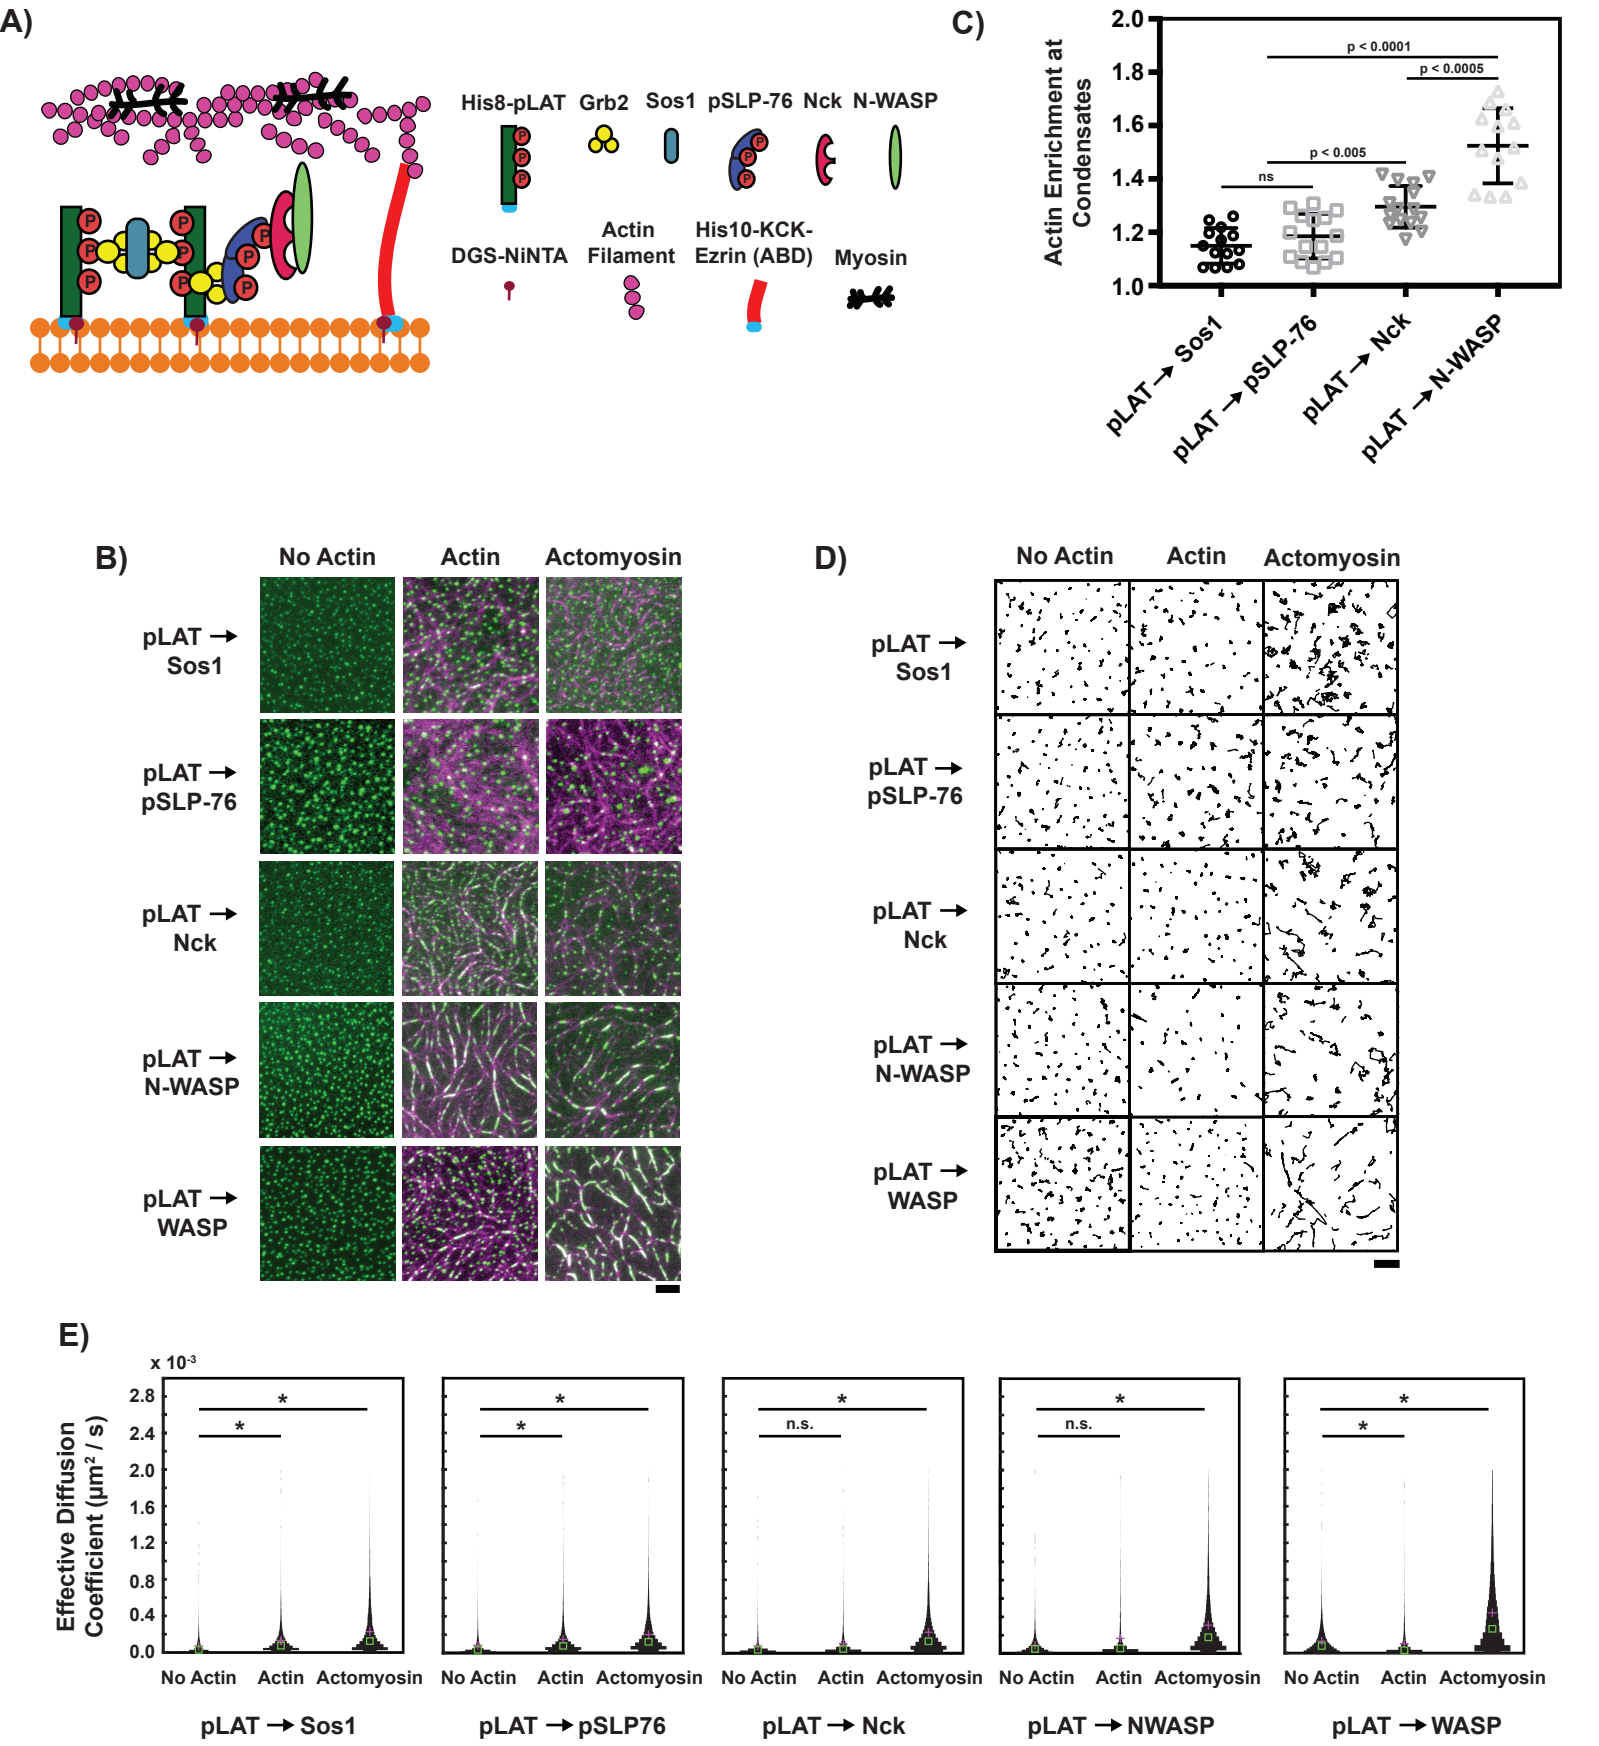 A)
His8-pLAT Grb2 Sos1 pSLP-76 Nck N-WASP
P
P
P
DGS-NiNTA
Actin
Filament
His10-KCK-
Ezrin (ABD)
Myosin
P
P
P
P
P
P
P
P
P
P
P
P
C)
Actin Enrichment at
Condensates
2.0
1.8
1.6
1.4
1.2
1.0
p < 0.0001
p < 0.0005
p < 0.005
ns
pLAT → Sos1
pLAT → pSLP-76
pLAT → Nck
pLAT → N-WASP
B)
No Actin Actin Actomyosin
pLAT →
Sos1
pLAT →
pSLP-76
pLAT →
Nck
pLAT →
N-WASP
pLAT →
WASP
D)
No Actin Actin Actomyosin
pLAT →
Sos1
pLAT →
pSLP-76
pLAT →
Nck
pLAT →
N-WASP
pLAT →
WASP
E)
x 10-3
Effective Diffusion
Coefficient (µm² / s)
2.8
2.4
2.0
1.6
1.2
0.8
0.4
0.0
*
*
No Actin Actin Actomyosin
pLAT → Sos1
*
*
No Actin Actin Actomyosin
pLAT → pSLP76
*
n.s.
No Actin Actin Actomyosin
pLAT → Nck
*
n.s.
No Actin Actin Actomyosin
pLAT → NWASP
*
*
No Actin Actin Actomyosin
pLAT → WASP